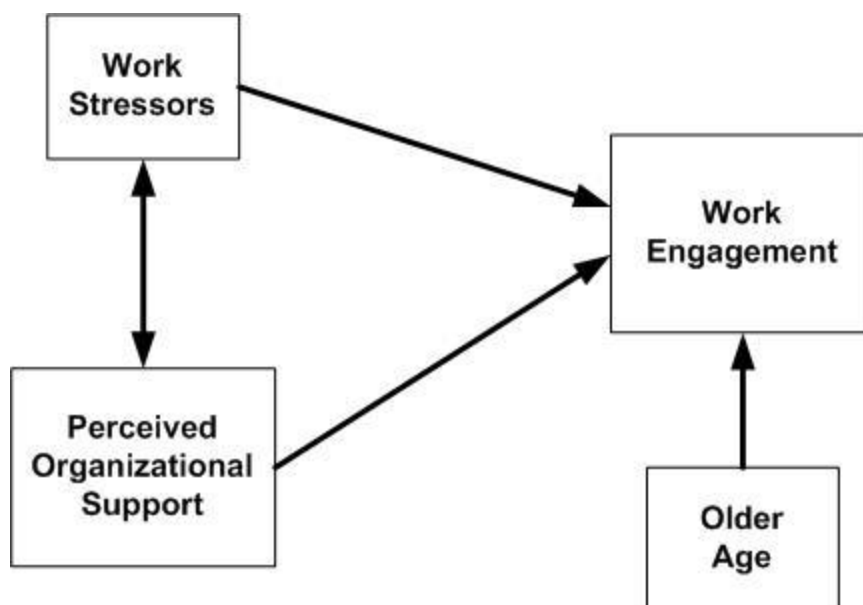 Work
Stressors
Work
Engagement
Perceived
Organizational
Support
Older
Age